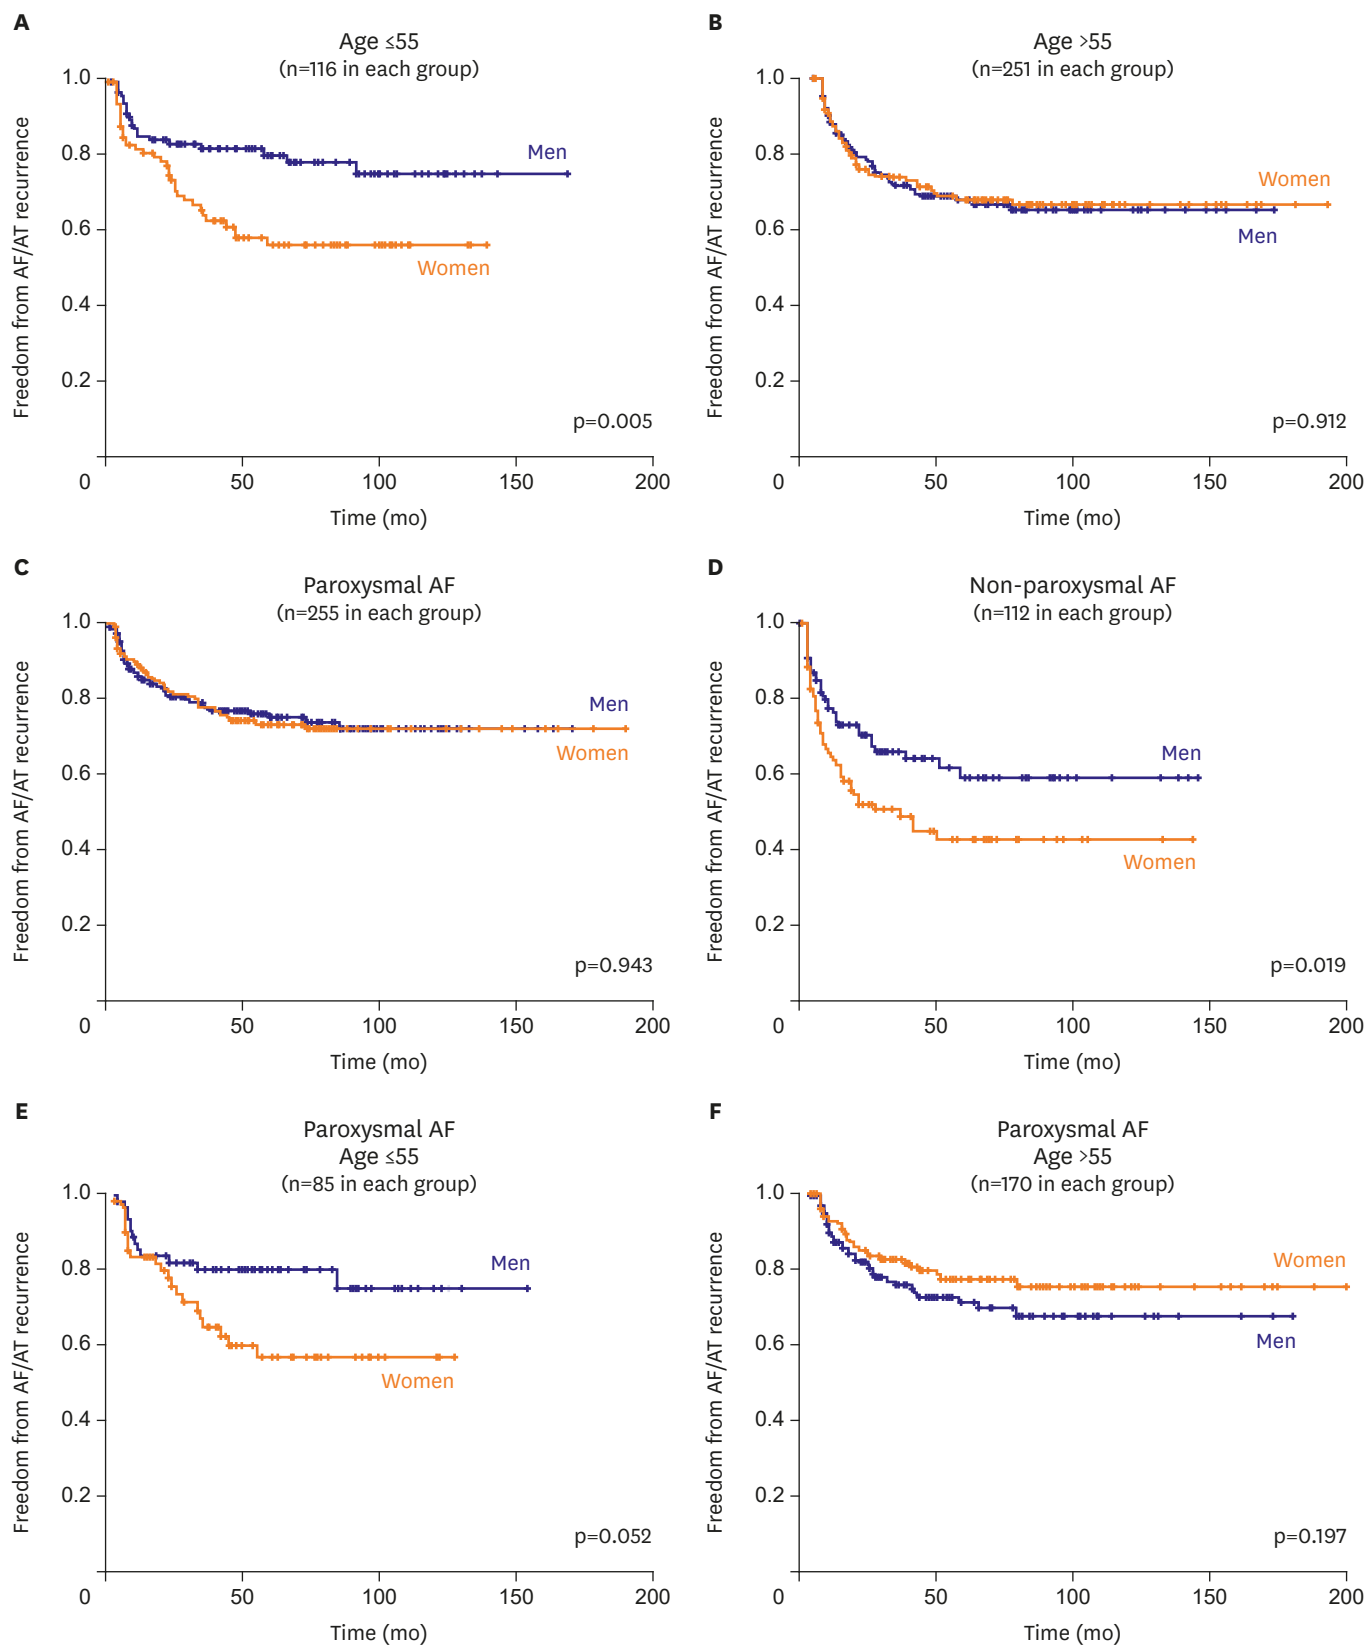 A
Age ≤55
(n=116 in each group)
1.0
0.8
0.6
0.4
0.2
Freedom from AF/AT recurrence
Men
Women
p=0.005
0 50 100 150 200
Time (mo)
B
Age >55
(n=251 in each group)
1.0
0.8
0.6
0.4
0.2
Freedom from AF/AT recurrence
Women
Men
p=0.912
0 50 100 150 200
Time (mo)
C
Paroxysmal AF
(n=255 in each group)
1.0
0.8
0.6
0.4
0.2
Freedom from AF/AT recurrence
Men
Women
p=0.943
0 50 100 150 200
Time (mo)
D
Non-paroxysmal AF
(n=112 in each group)
1.0
0.8
0.6
0.4
0.2
Freedom from AF/AT recurrence
Men
Women
p=0.019
0 50 100 150 200
Time (mo)
E
Paroxysmal AF
Age ≤55
(n=85 in each group)
1.0
0.8
0.6
0.4
0.2
Freedom from AF/AT recurrence
Men
Women
p=0.052
0 50 100 150 200
Time (mo)
F
Paroxysmal AF
Age >55
(n=170 in each group)
1.0
0.8
0.6
0.4
0.2
Freedom from AF/AT recurrence
Women
Men
p=0.197
0 50 100 150 200
Time (mo)